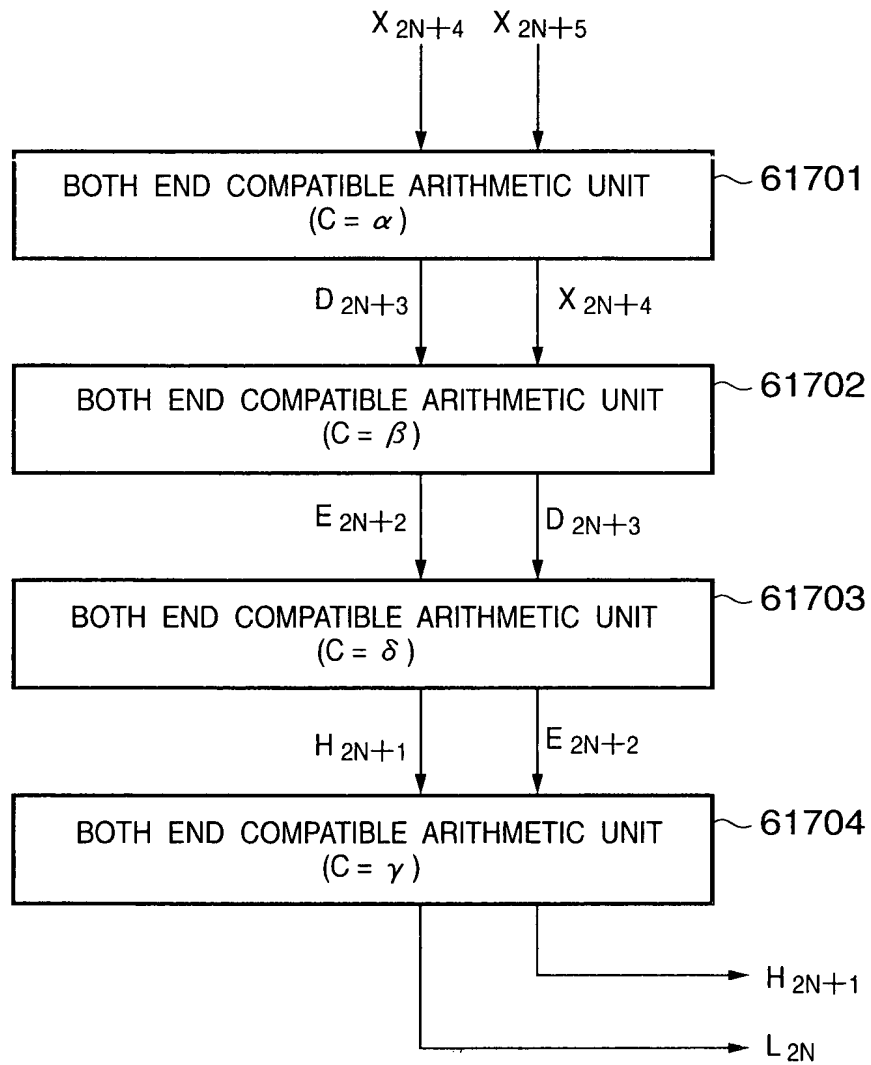 X 2N+4 X 2N+5
BOTH END COMPATIBLE ARITHMETIC UNIT
(C = α)
61701
D 2N+3 X 2N+4
BOTH END COMPATIBLE ARITHMETIC UNIT
(C = β)
61702
E 2N+2 D 2N+3
BOTH END COMPATIBLE ARITHMETIC UNIT
(C = δ)
61703
H 2N+1 E 2N+2
BOTH END COMPATIBLE ARITHMETIC UNIT
(C = γ)
61704
H 2N+1
L 2N